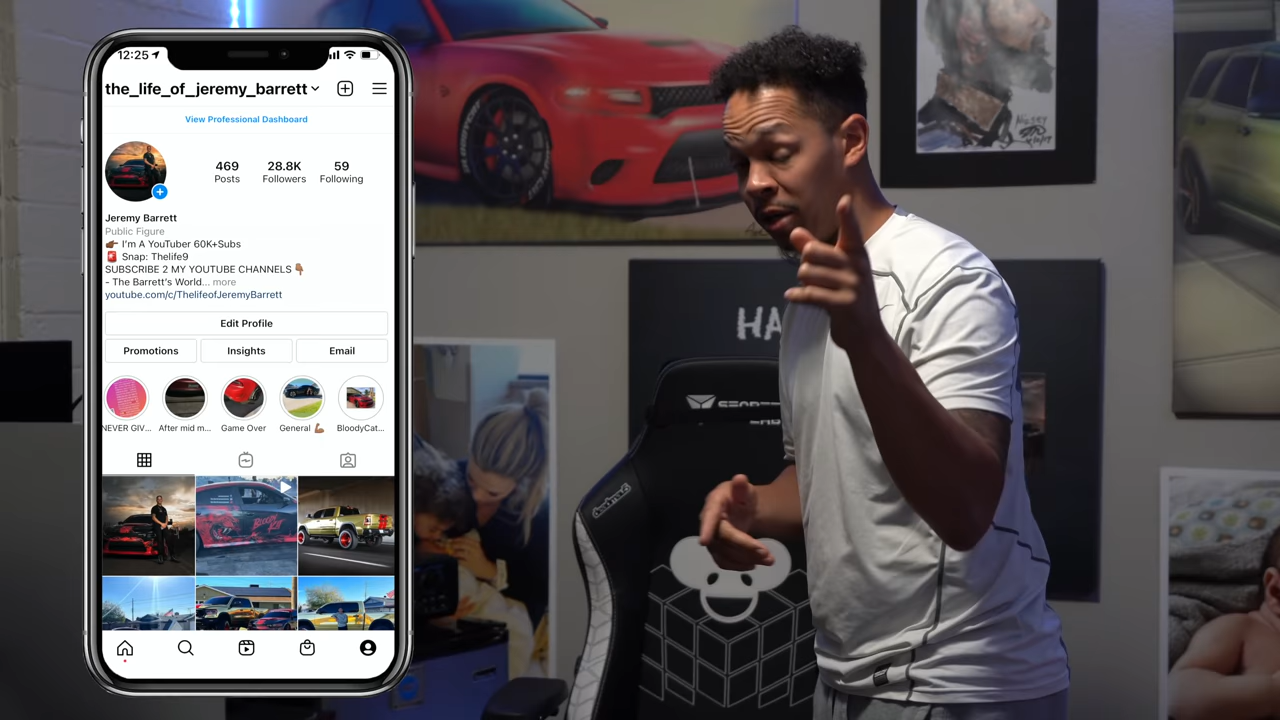 12:25
the_life_of_jeremy_barrett
View Professional Dashboard
469
28.8K
59
Posts
Followers
Following
Jeremy Barrett
Public Figure
👉🏾 I'm A YouTuber 60K+Subs
🚨 Snap: Thelife9
SUBSCRIBE 2 MY YOUTUBE CHANNELS 👇🏽
- The Barrett's World... more
youtube.com/c/ThelifeofJeremyBarrett
Edit Profile
Promotions
Insights
Email
NEVER GIV...
After mid m...
Game Over
General 💪🏽
BloodyCat...
HA
deadmau5